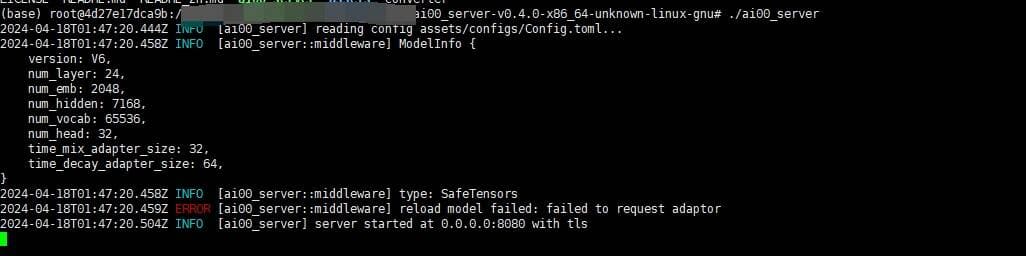 (base) root@4d27e17dca9b:/ ai00_server-v0.4.0-x86_64-unknown-linux-gnu# ./ai00_server
2024-04-18T01:47:20.444Z INFO  [ai00_server] reading config assets/configs/Config.toml...
2024-04-18T01:47:20.458Z INFO  [ai00_server::middleware] ModelInfo {
    version: V6,
    num_layer: 24,
    num_emb: 2048,
    num_hidden: 7168,
    num_vocab: 65536,
    num_head: 32,
    time_mix_adapter_size: 32,
    time_decay_adapter_size: 64,
}
2024-04-18T01:47:20.458Z INFO  [ai00_server::middleware] type: SafeTensors
2024-04-18T01:47:20.459Z ERROR [ai00_server::middleware] reload model failed: failed to request adaptor
2024-04-18T01:47:20.504Z INFO  [ai00_server::middleware] server started at 0.0.0.0:8080 with tls